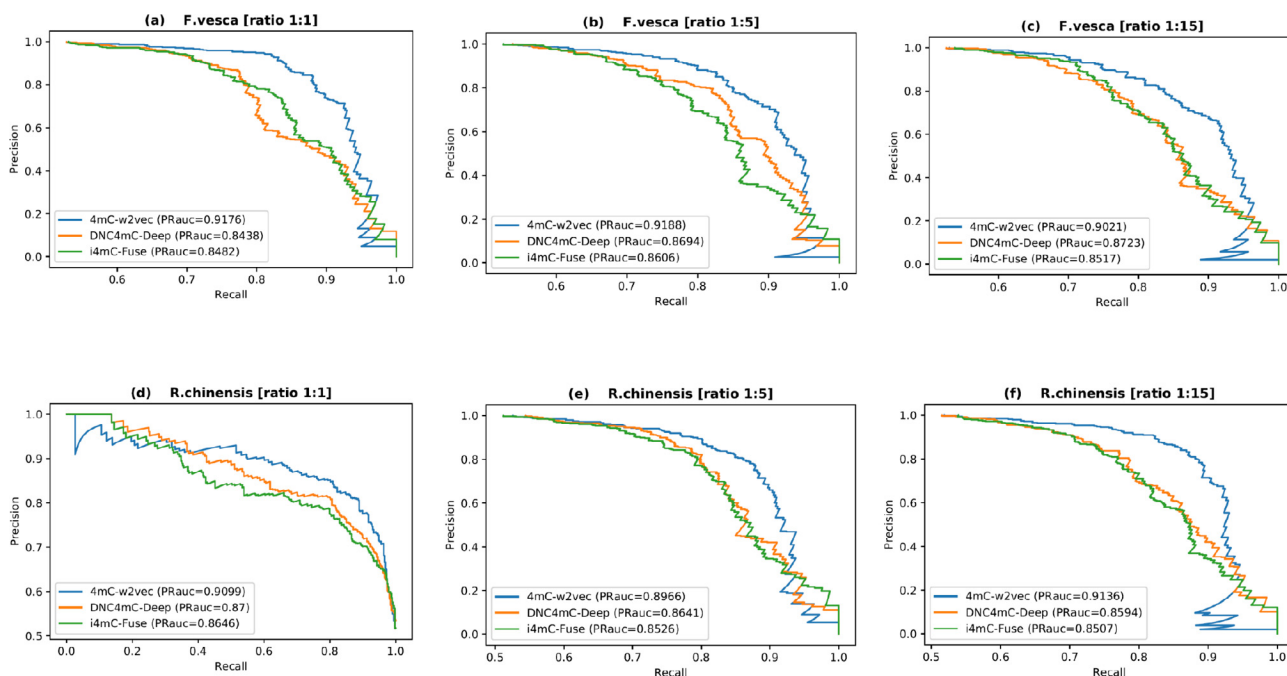 (a) F.vesca [ratio 1:1]
1.0
0.8
0.6
0.4
0.2
0.0
Precision
4mC-w2vec (PRauc=0.9176)
DNC4mC-Deep (PRauc=0.8438)
i4mC-Fuse (PRauc=0.8482)
0.6 0.7 0.8 0.9 1.0
Recall
(b) F.vesca [ratio 1:5]
1.0
0.8
0.6
0.4
0.2
0.0
Precision
4mC-w2vec (PRauc=0.9188)
DNC4mC-Deep (PRauc=0.8694)
i4mC-Fuse (PRauc=0.8606)
0.6 0.7 0.8 0.9 1.0
Recall
(c) F.vesca [ratio 1:15]
1.0
0.8
0.6
0.4
0.2
0.0
Precision
4mC-w2vec (PRauc=0.9021)
DNC4mC-Deep (PRauc=0.8723)
i4mC-Fuse (PRauc=0.8517)
0.6 0.7 0.8 0.9 1.0
Recall
(d) R.chinensis [ratio 1:1]
1.0
0.9
0.8
0.7
0.6
0.5
Precision
4mC-w2vec (PRauc=0.9099)
DNC4mC-Deep (PRauc=0.87)
i4mC-Fuse (PRauc=0.8646)
0.0 0.2 0.4 0.6 0.8 1.0
Recall
(e) R.chinensis [ratio 1:5]
1.0
0.8
0.6
0.4
0.2
0.0
Precision
4mC-w2vec (PRauc=0.8966)
DNC4mC-Deep (PRauc=0.8641)
i4mC-Fuse (PRauc=0.8526)
0.5 0.6 0.7 0.8 0.9 1.0
Recall
(f) R.chinensis [ratio 1:15]
1.0
0.8
0.6
0.4
0.2
0.0
Precision
4mC-w2vec (PRauc=0.9136)
DNC4mC-Deep (PRauc=0.8594)
i4mC-Fuse (PRauc=0.8507)
0.5 0.6 0.7 0.8 0.9 1.0
Recall